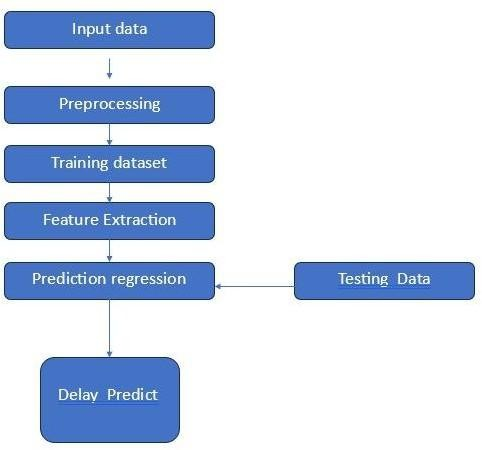 Input data
Preprocessing
Training dataset
Feature Extraction
Prediction regression
Testing  Data
Delay  Predict